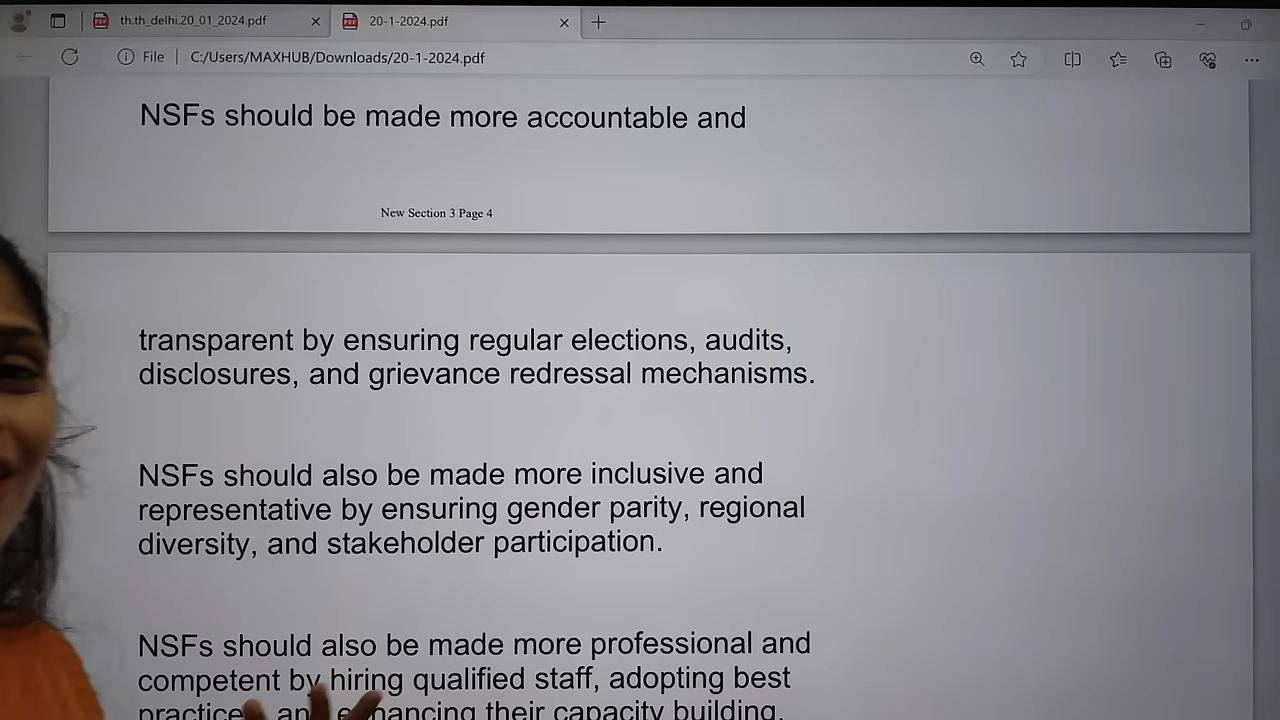 th.th_delhi.20_01_2024.pdf
20-1-2024.pdf
File
C:/Users/MAXHUB/Downloads/20-1-2024.pdf
NSFs should be made more accountable and
New Section 3 Page 4
transparent by ensuring regular elections, audits,
disclosures, and grievance redressal mechanisms.
NSFs should also be made more inclusive and
representative by ensuring gender parity, regional
diversity, and stakeholder participation.
NSFs should also be made more professional and
competent by hiring qualified staff, adopting best
their capacity building.